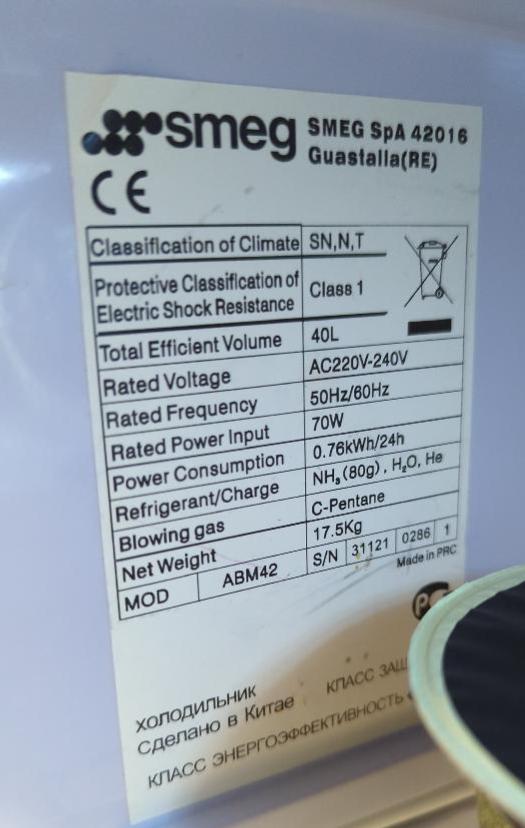 smeg SMEG SpA 42016
Guastalla(RE)
CE
Classification of Climate SN,N,T
Protective Classification of
Electric Shock Resistance Class 1
Total Efficient Volume 40L
Rated Voltage AC220V-240V
Rated Frequency 50Hz/60Hz
Rated Power Input 70W
Power Consumption 0.76kWh/24h
Refrigerant/Charge NH₃ (80g) , H₂O, He
Blowing gas C-Pentane
Net Weight 17.5Kg
MOD ABM42 S/N 31121 0286 1
Made in PRC
ХОЛОДИЛЬНИК
Сделано в Китае КЛАСС
КЛАСС ЭНЕРГОЭФФЕКТИВНОСТЬ